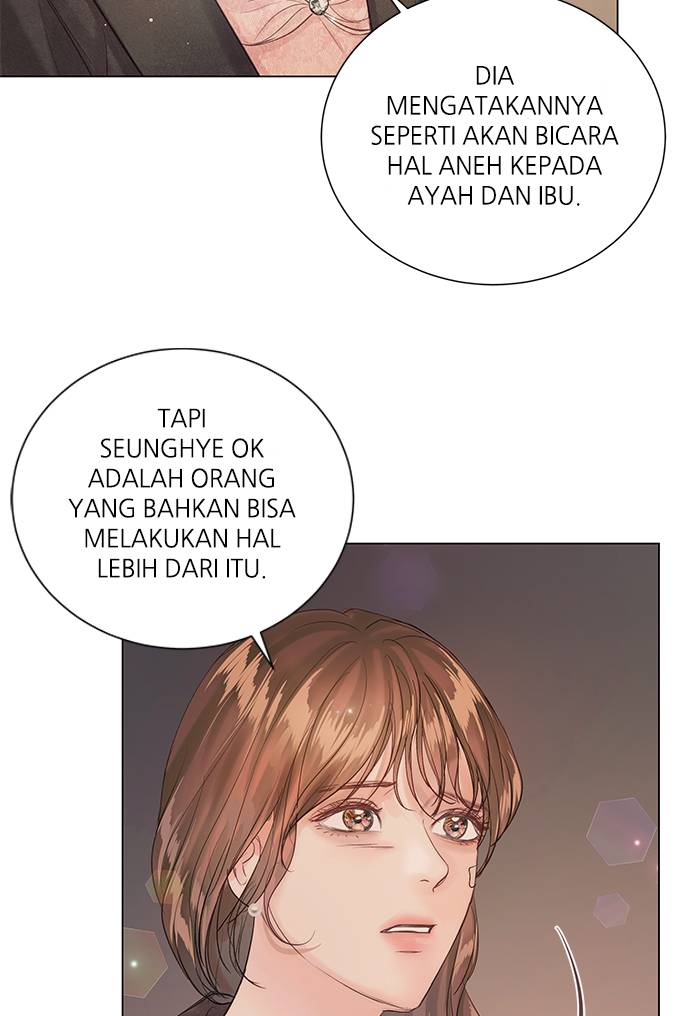 DIA
MENGATAKANNYA
SEPERTI AKAN BICARA
HAL ANEH KEPADA
AYAH DAN IBU.
TAPI
SEUNGHYE OK
ADALAH ORANG
YANG BAHKAN BISA
MELAKUKAN HAL
LEBIH DARI ITU.